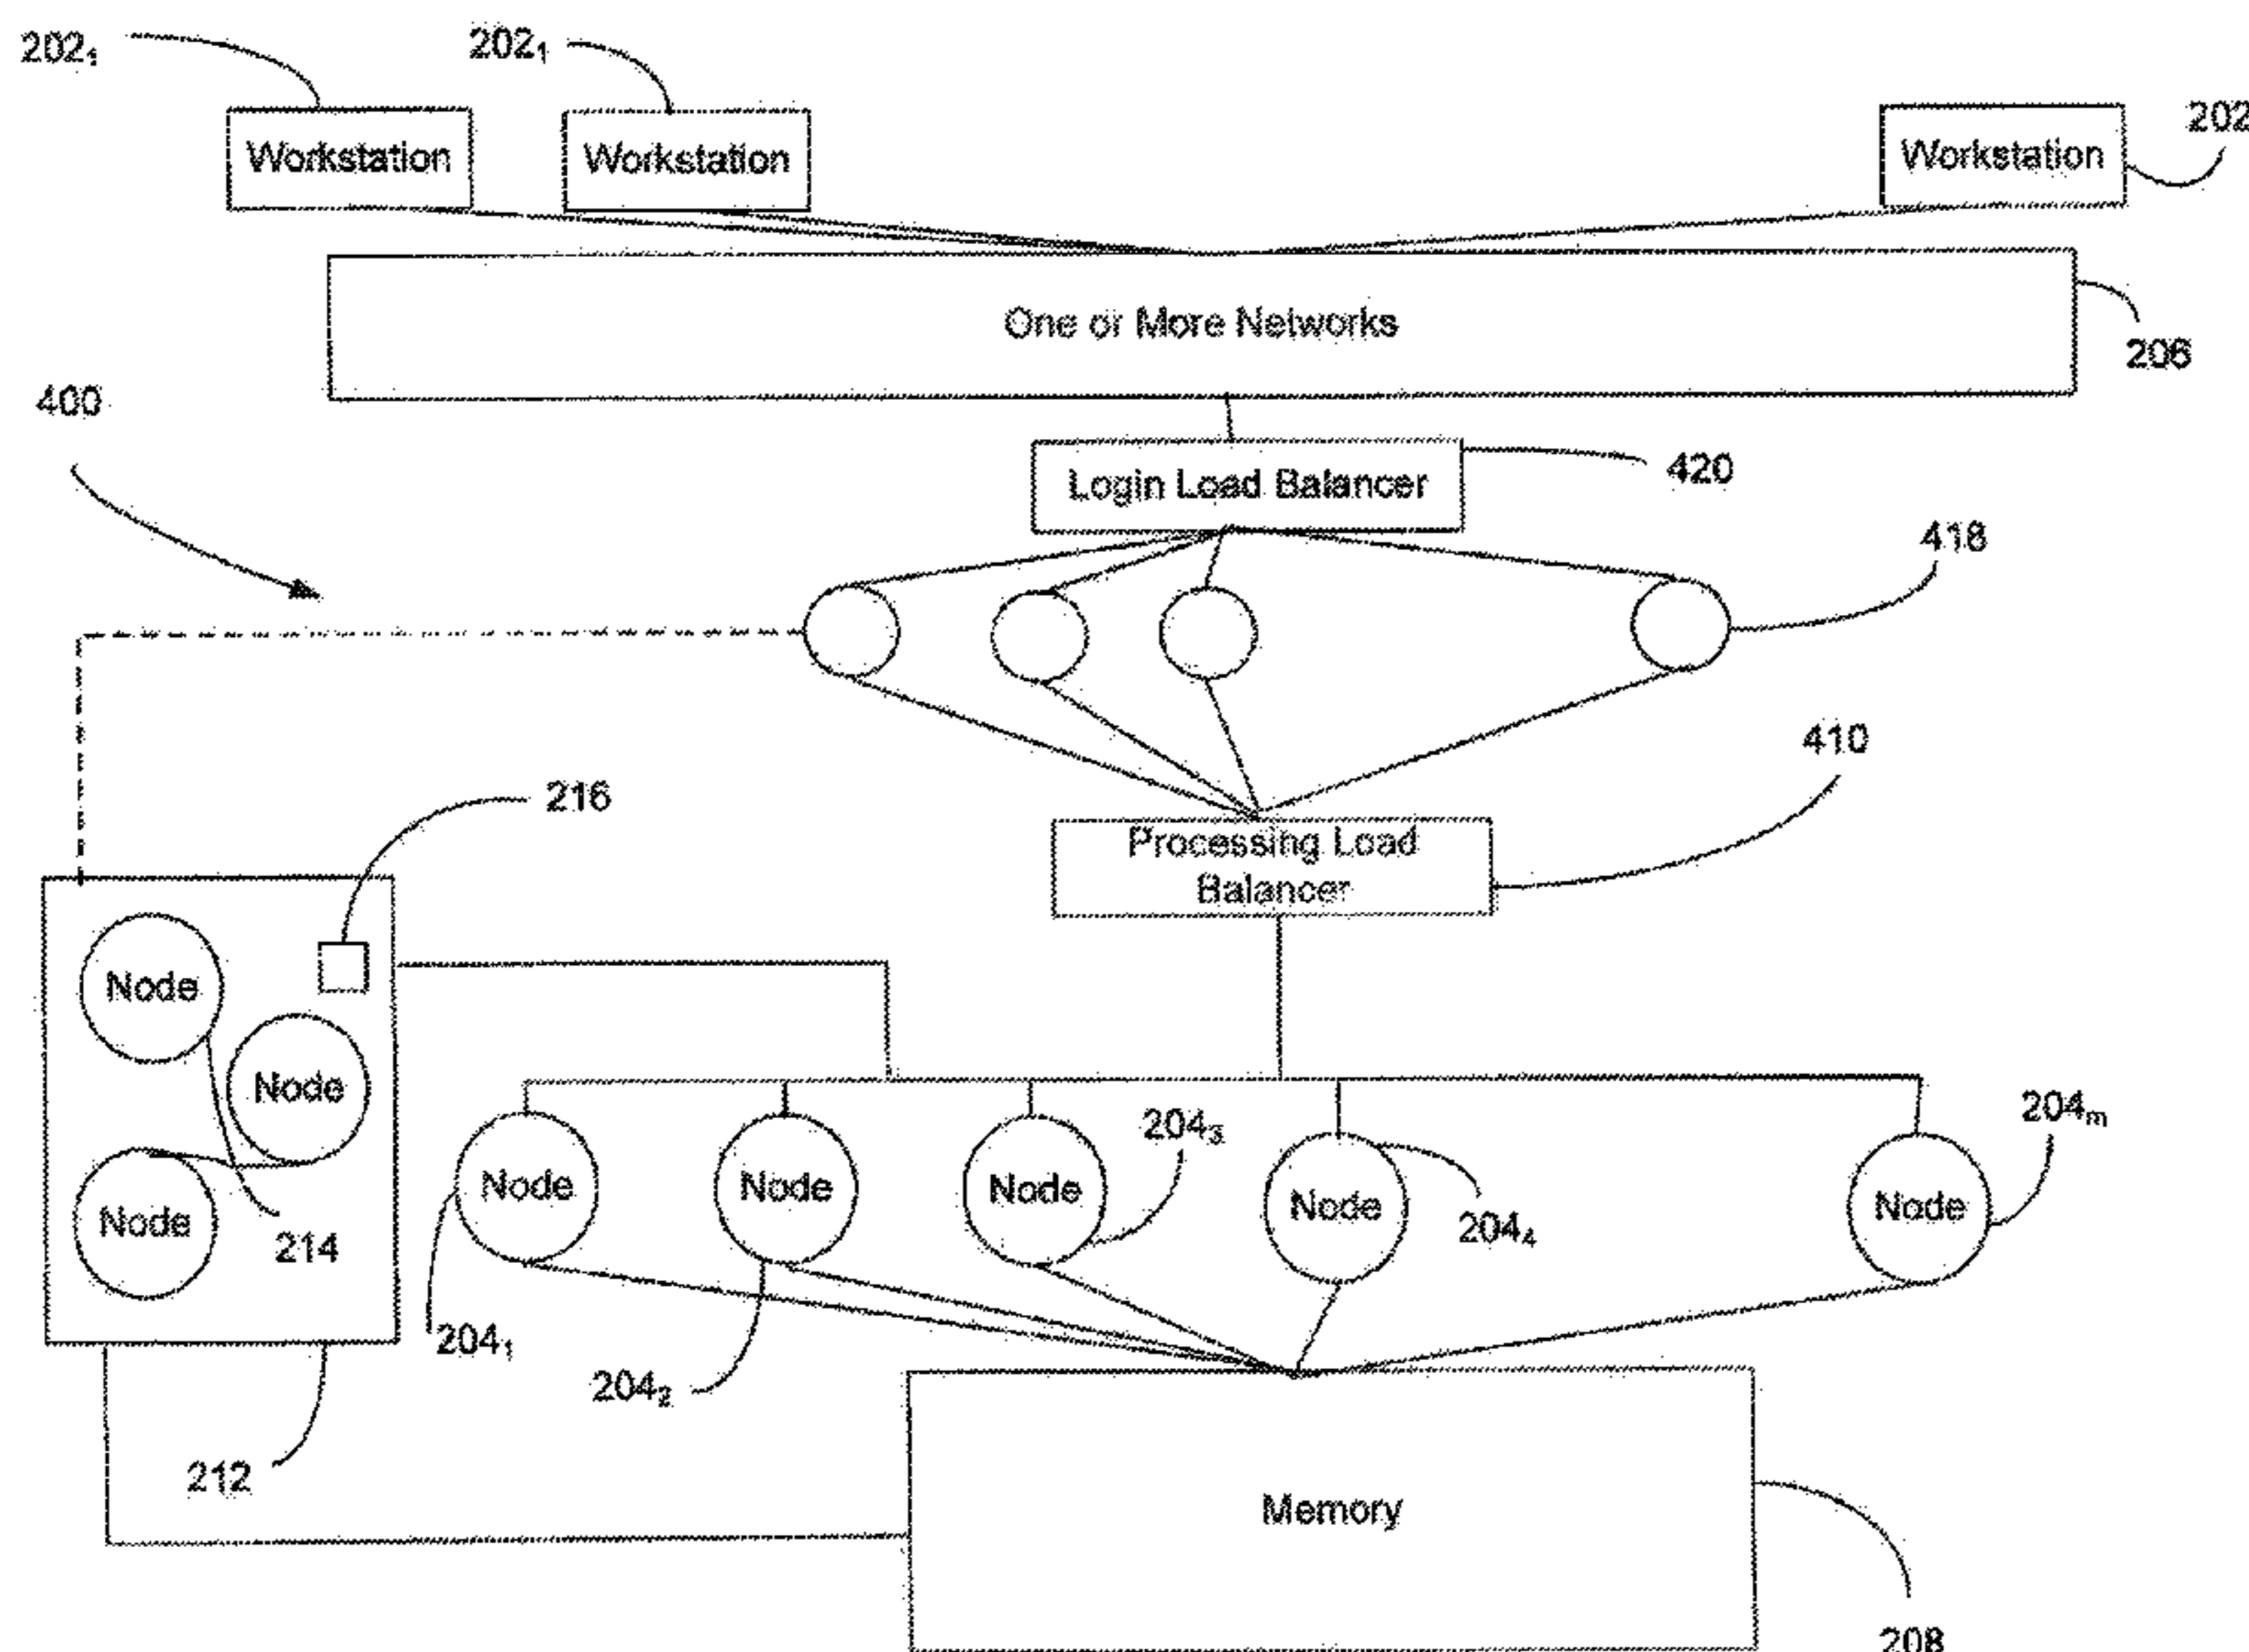 202₁
202₁
202
Workstation
Workstation
Workstation
One or More Networks
206
400
Login Load Balancer
420
418
410
216
Processing Load
Balancer
Node
Node
Node
214
Node
Node
Node
Node
Node
204₃
204ₘ
204₄
204₁
204₂
212
Memory
208